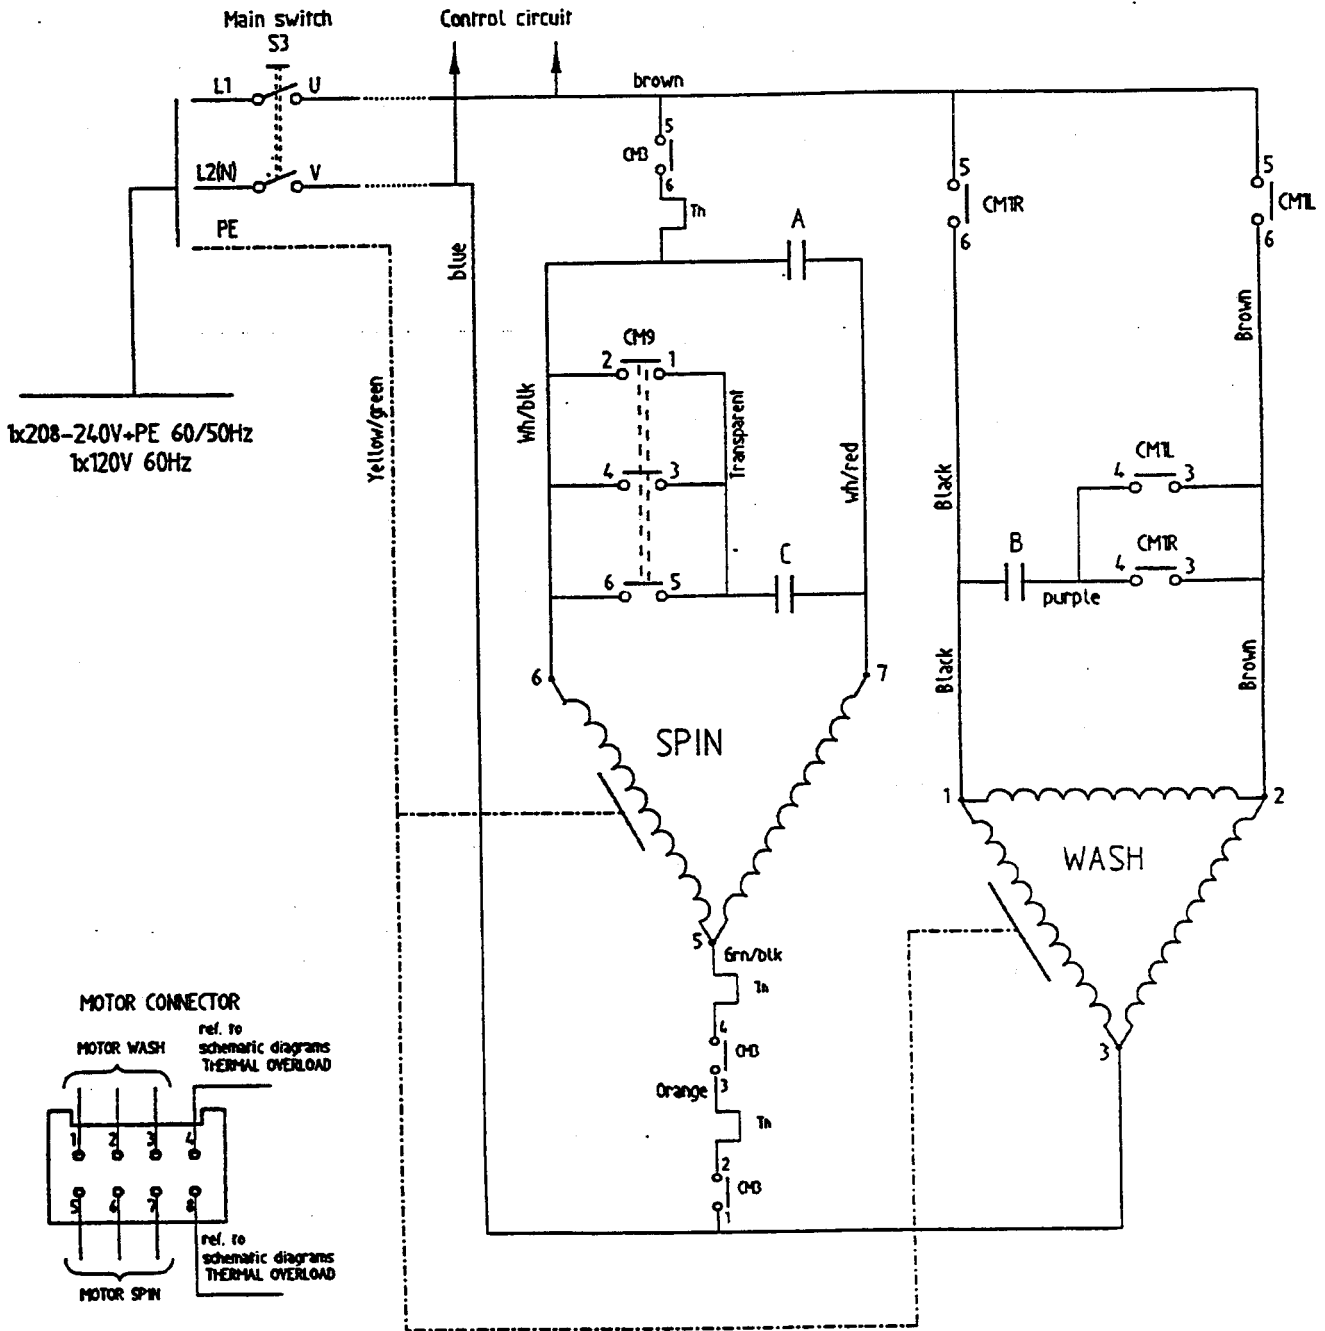 Main switch
S3
Control circuit
L1
U
brown
L2(N)
V
PE
blue
5
CM3
6
Th
A
5
CM1R
6
5
CM1L
6
Brown
1x208-240V+PE 60/50Hz
1x120V 60Hz
Yellow/green
Wh/blk
CM9
2
1
4
3
6
5
Transparent
wh/red
C
Black
CM1L
4
3
B
CM1R
4
3
purple
Black
Brown
6
7
SPIN
1
2
WASH
5
Grn/blk
Th
4
CM3
3
Orange
Th
2
CM3
1
3
MOTOR CONNECTOR
MOTOR WASH
ref. to
schematic diagrams
THERMAL OVERLOAD
1 2 3 4
5 6 7 8
MOTOR SPIN
ref. to
schematic diagrams
THERMAL OVERLOAD